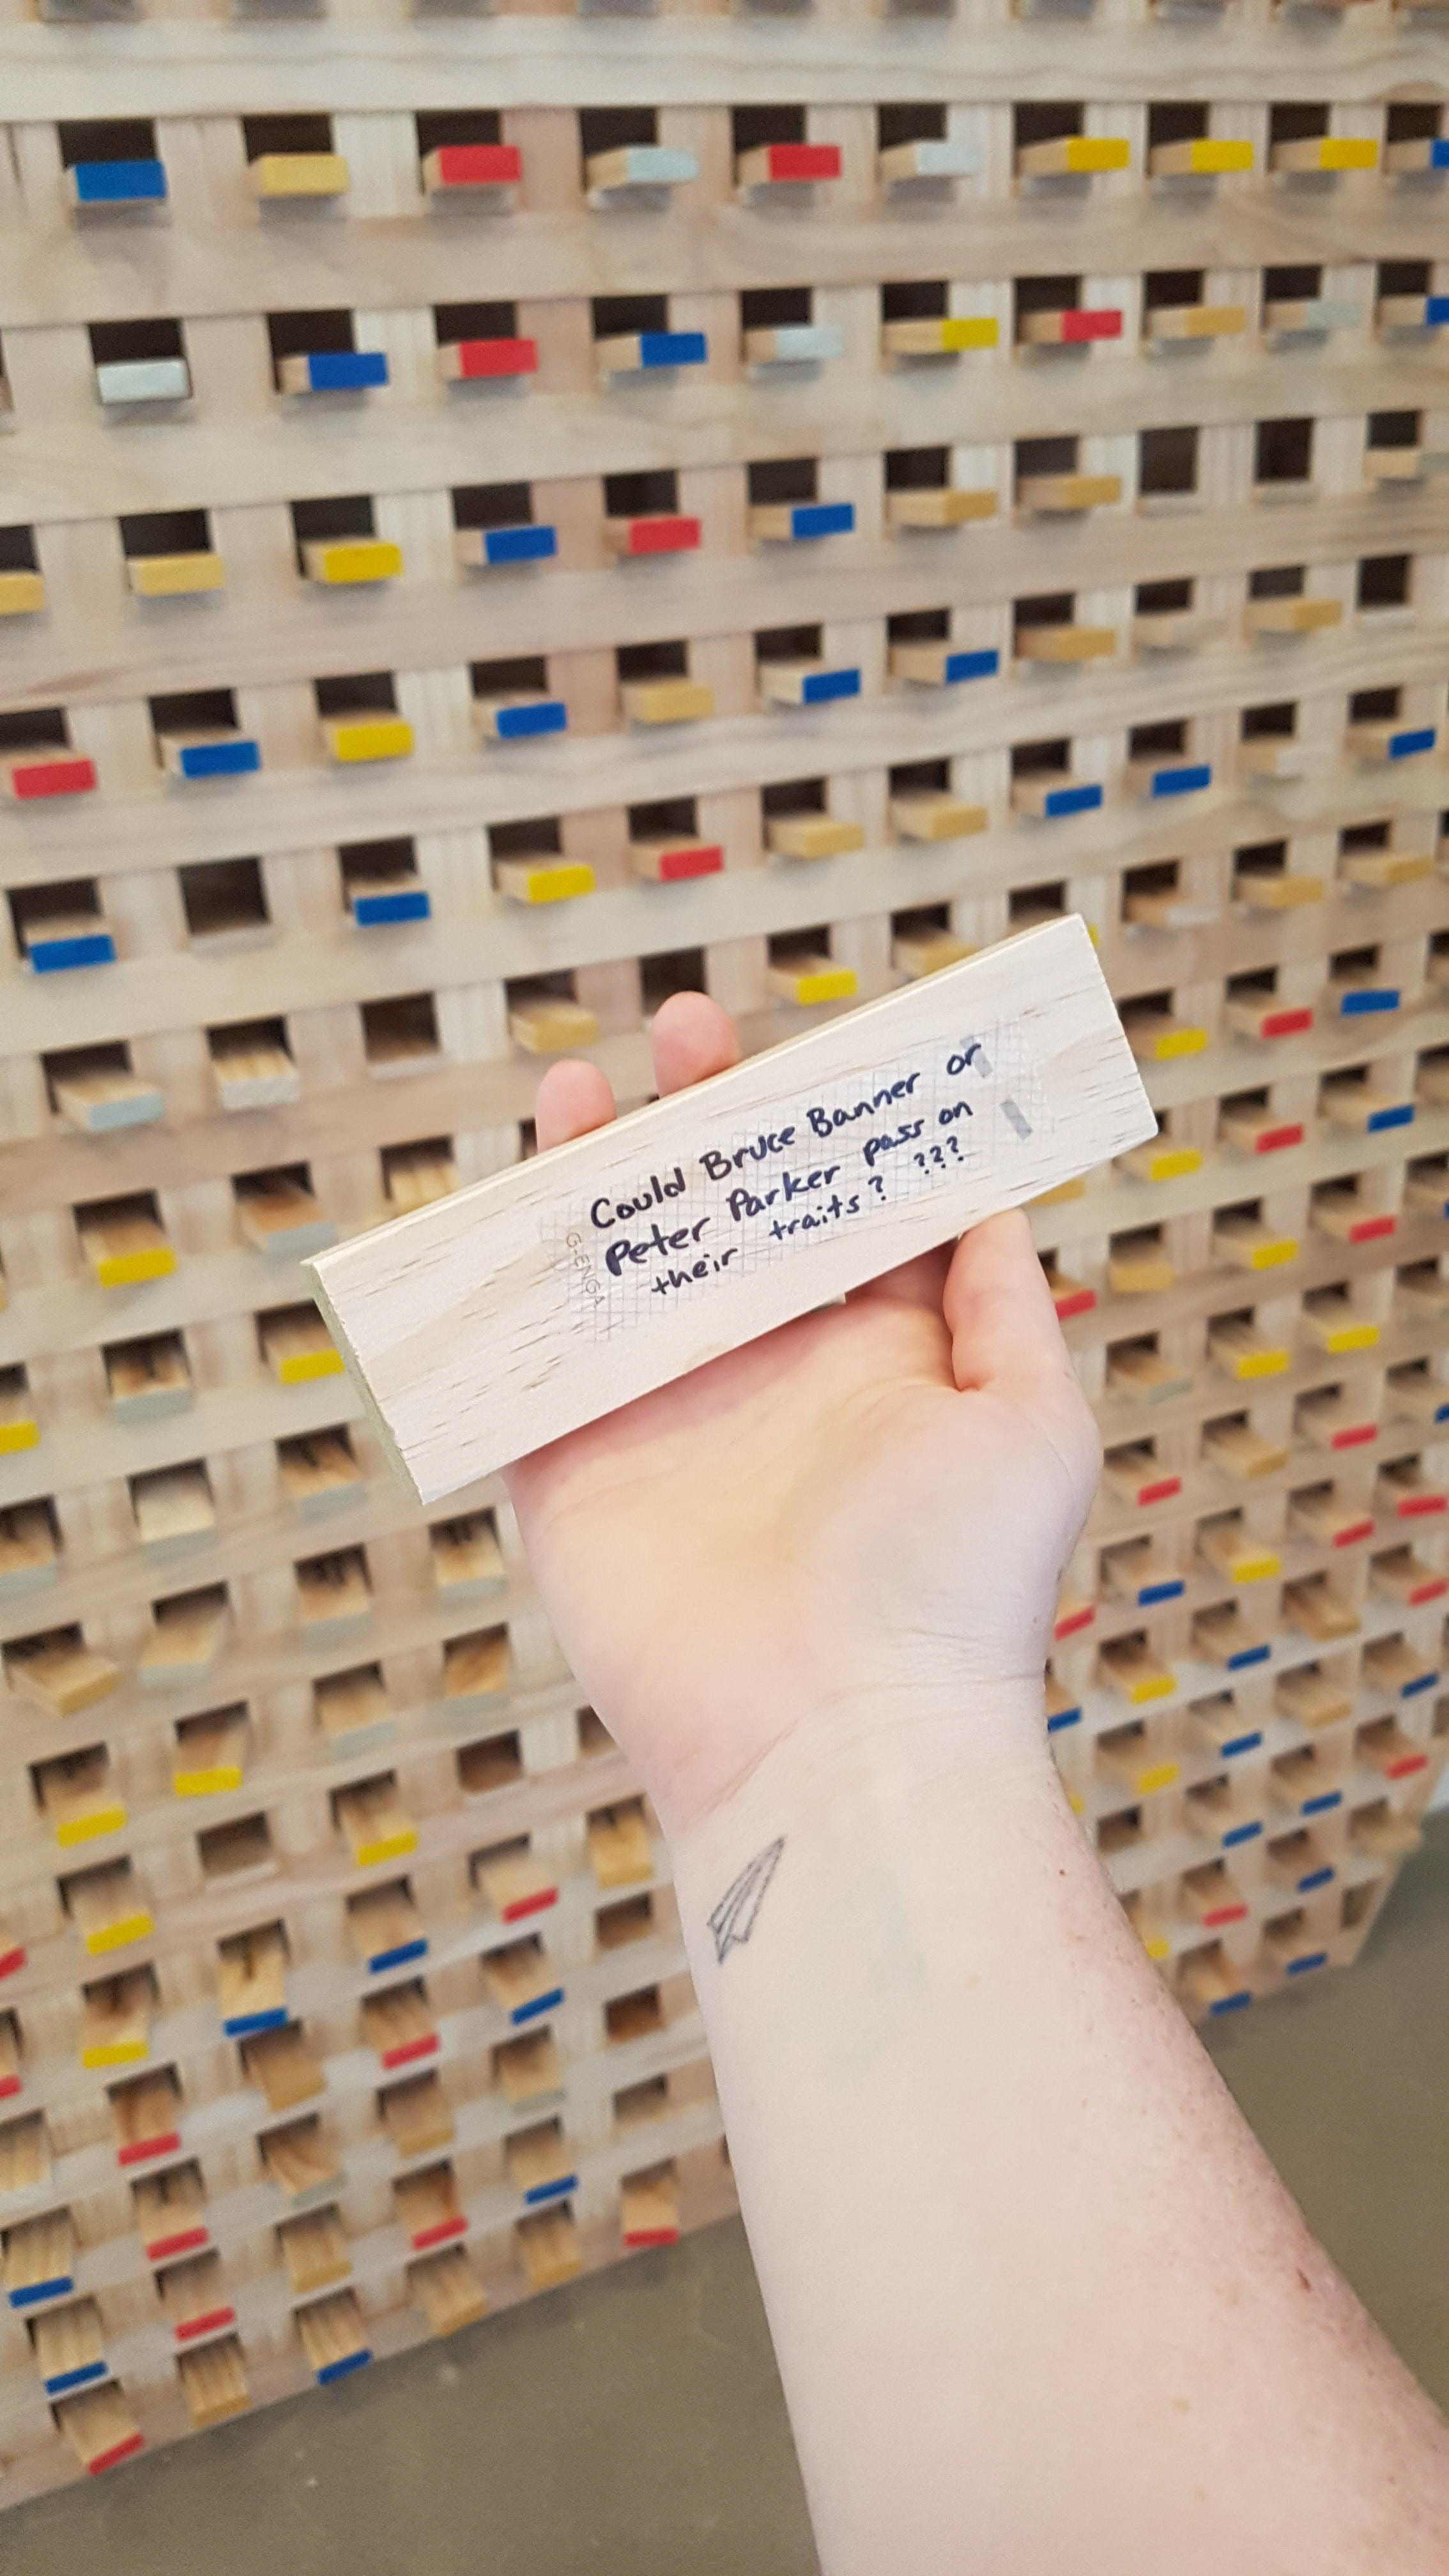 Could Bruce Banner or
Peter Parker pass on
their traits? ???
G-ENGA